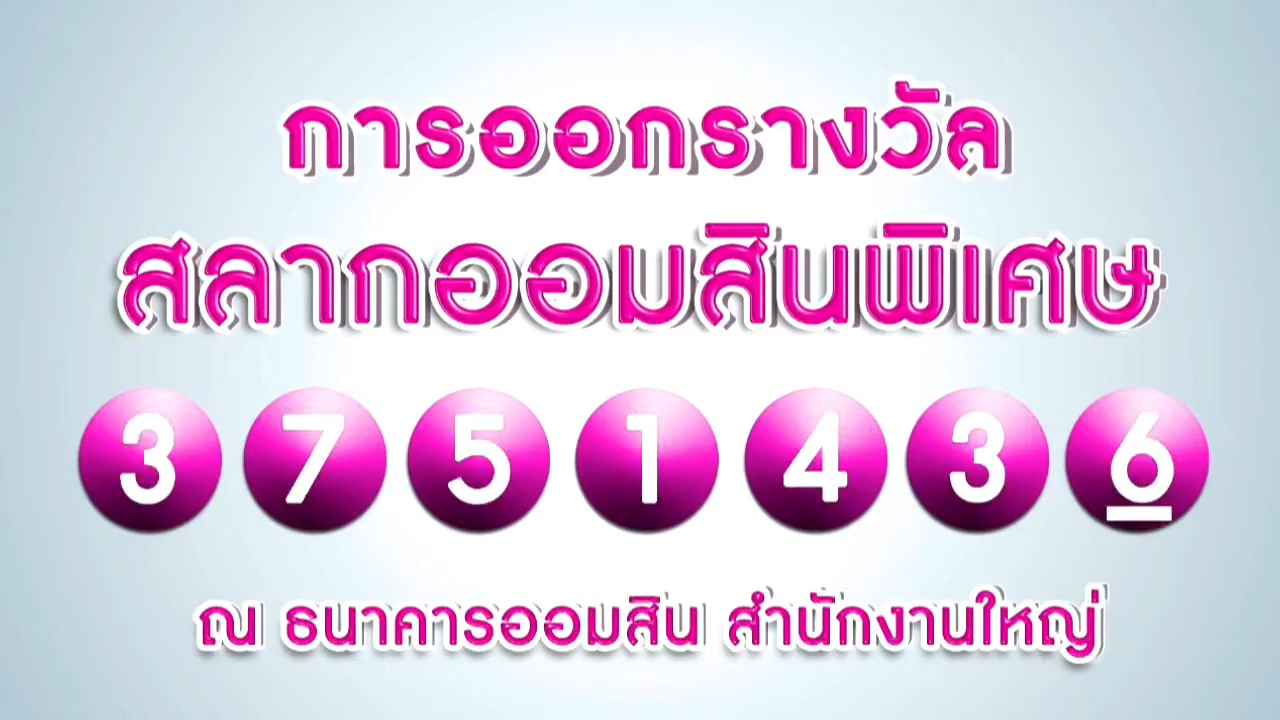 การออกรางวัล
สลากออมสินพิเศษ
3 7 5 1 4 3 6
ณ ธนาคารออมสิน สำนักงานใหญ่